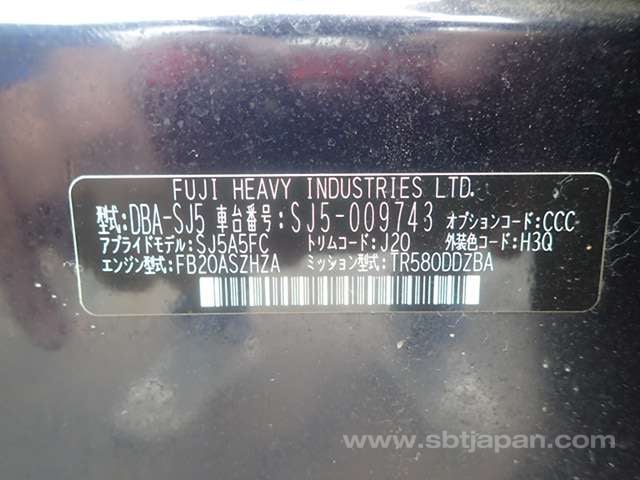 FUJI HEAVY INDUSTRIES LTD.
型式:DBA-SJ5 車台番号:SJ5-009743 オプションコード:CCC
アプライドモデル:SJ5A5FC トリムコード:J20 外装色コード:H3Q
エンジン型式:FB20ASZHZA ミッション型式:TR580DDZBA
www.sbtjapan.com